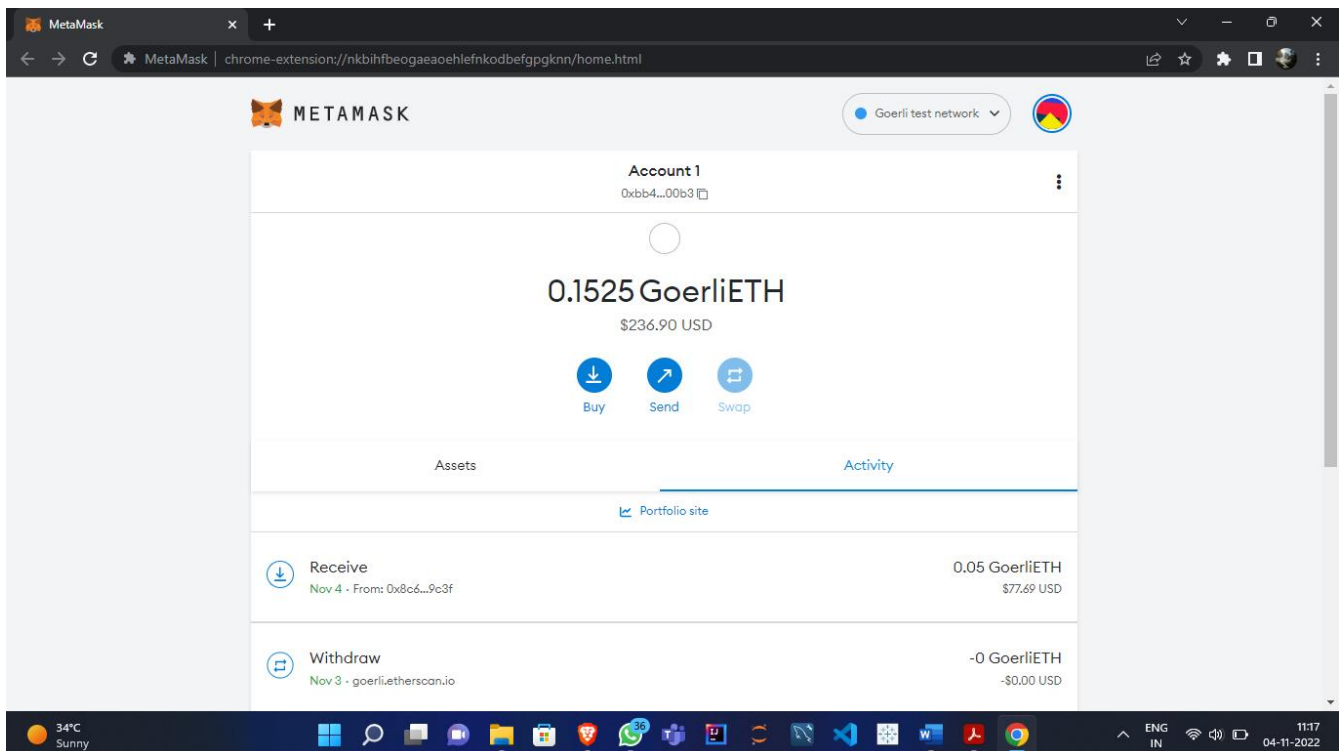 MetaMask
MetaMask | chrome-extension://nkbihfbeogaeaoehlefnkodbefgpgknn/home.html
METAMASK
Goerli test network
Account 1
0xbb4...00b3
0.1525 GoerliETH
$236.90 USD
Buy Send Swap
Assets Activity
Portfolio site
Receive 0.05 GoerliETH
Nov 4 · From: 0x8c6...9c3f $77.69 USD
Withdraw -0 GoerliETH
Nov 3 · goerli.etherscan.io -$0.00 USD
34°C
Sunny
36
ENG
IN
11:17
04-11-2022